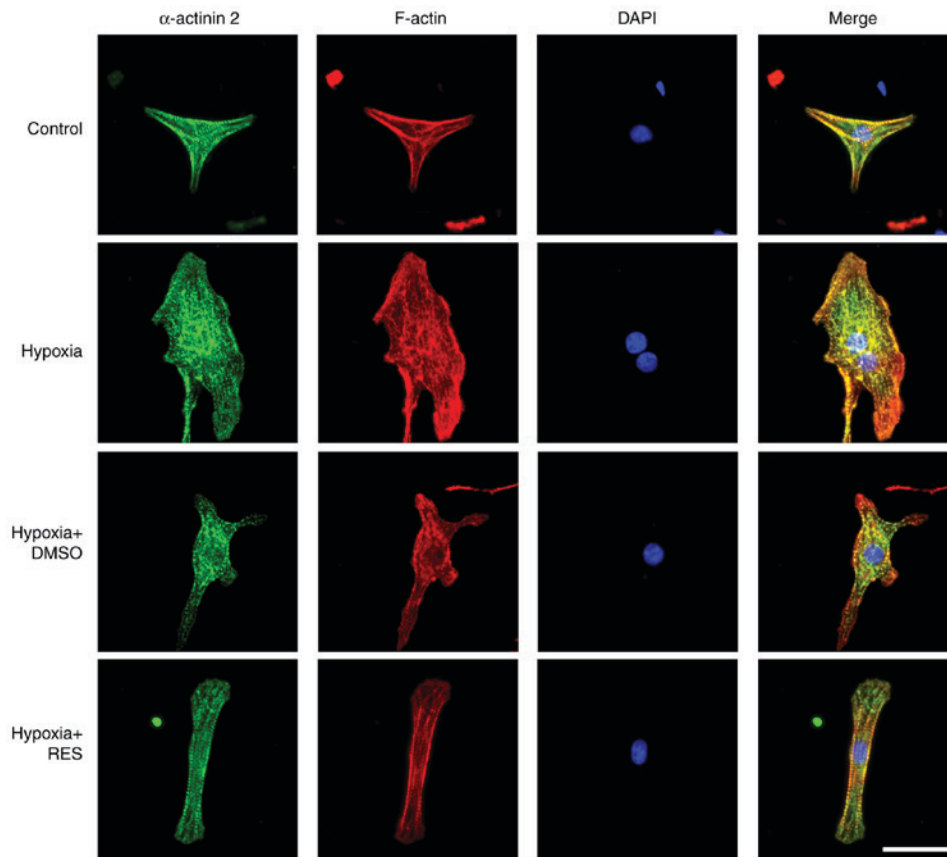 α-actinin 2
F-actin
DAPI
Merge
Control
Hypoxia
Hypoxia+
DMSO
Hypoxia+
RES